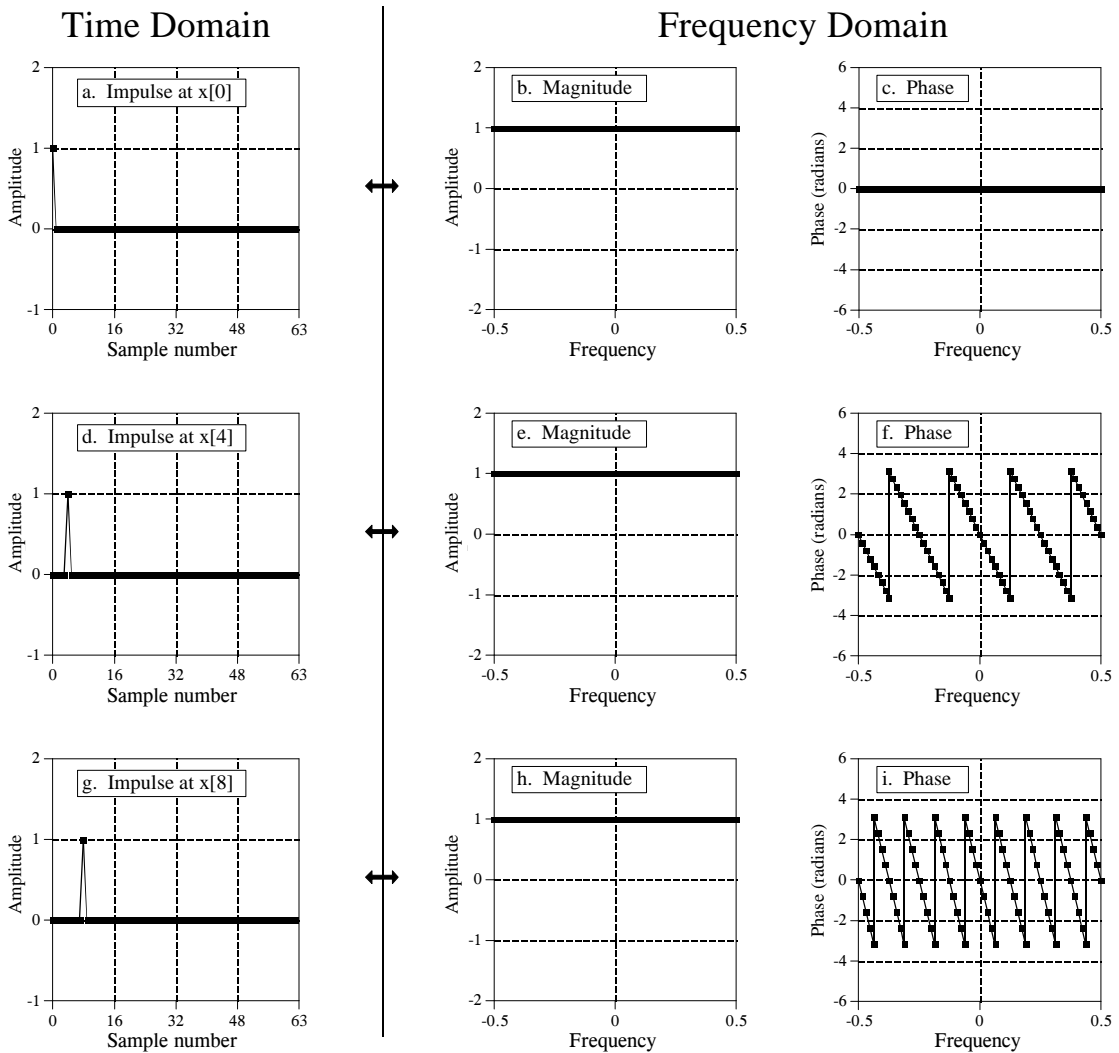 Time Domain
Frequency Domain
a. Impulse at x[0]
Amplitude
2
1
0
-1
0 16 32 48 63
Sample number
b. Magnitude
Amplitude
2
1
0
-1
-2
-0.5 0 0.5
Frequency
c. Phase
Phase (radians)
6
4
2
0
-2
-4
-6
-0.5 0 0.5
Frequency
d. Impulse at x[4]
Amplitude
2
1
0
-1
0 16 32 48 63
Sample number
e. Magnitude
Amplitude
2
1
0
-1
-2
-0.5 0 0.5
Frequency
f. Phase
Phase (radians)
6
4
2
0
-2
-4
-6
-0.5 0 0.5
Frequency
g. Impulse at x[8]
Amplitude
2
1
0
-1
0 16 32 48 63
Sample number
h. Magnitude
Amplitude
2
1
0
-1
-2
-0.5 0 0.5
Frequency
i. Phase
Phase (radians)
6
4
2
0
-2
-4
-6
-0.5 0 0.5
Frequency